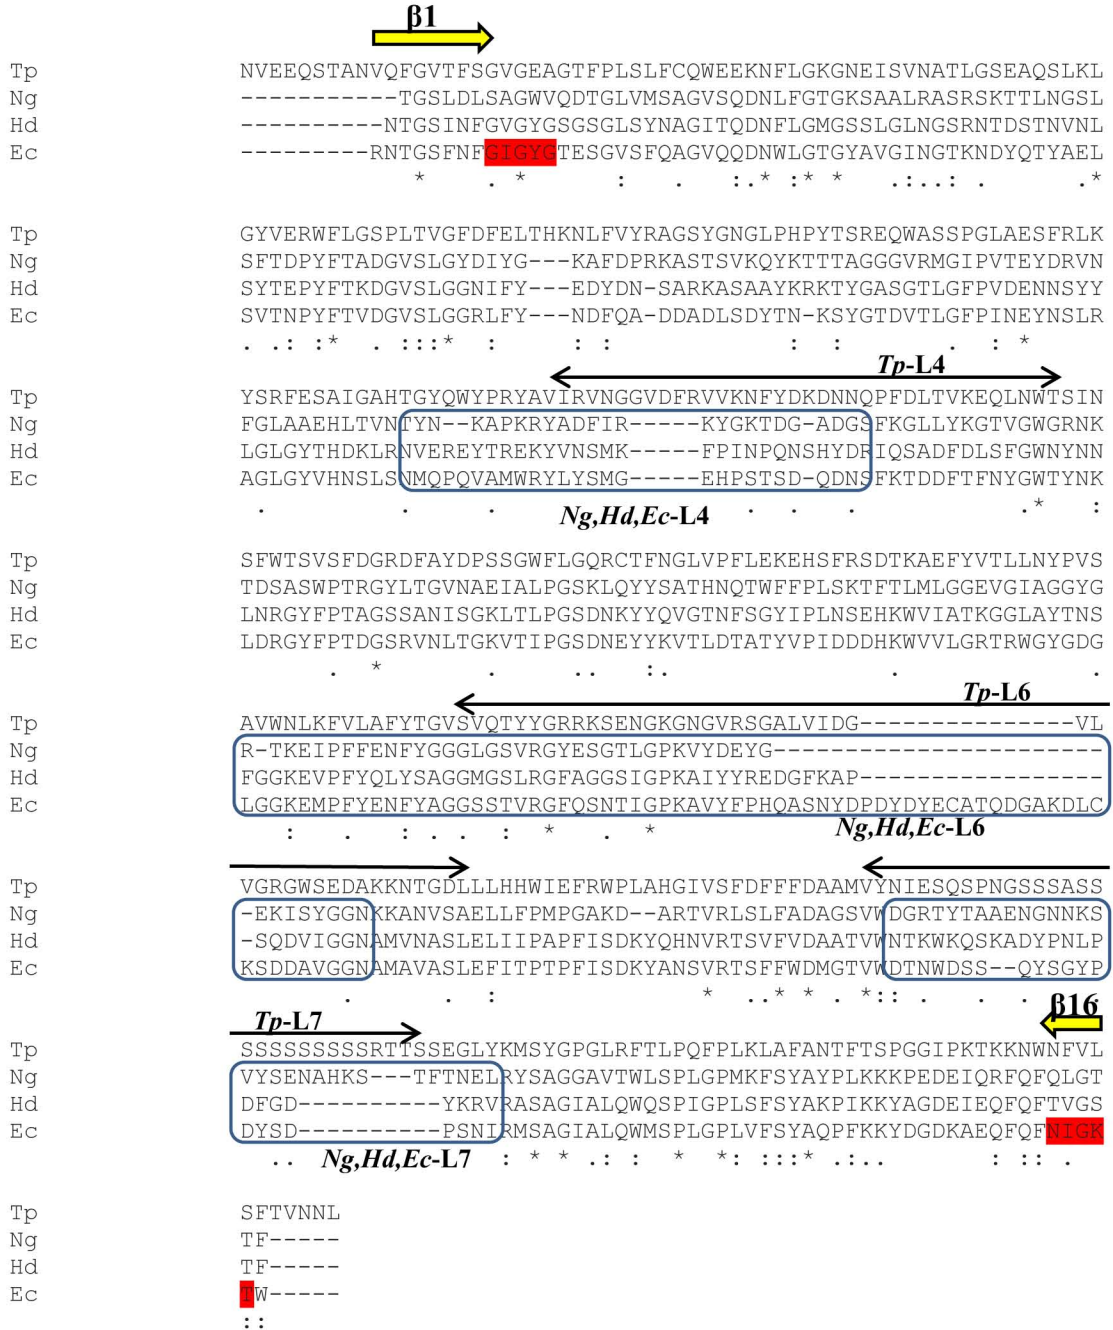 β1
Tp NVEEQSTANVQFGVTFSGVGEAGTFPLSLFCQWEEKNFLGKGNEISVNATLGSEAQSLKL
Ng -----------TGSLDLSAGWVQDTGLVMSAGVSQDNLFGTGKSAALRASRSKTTLNGSL
Hd ----------NTGSINFGVGYGSGSGLSYNAGITQDNFLGMGSSLGLNGSRNTDSTNVNL
Ec ---------RNTGSFNFGIGYGTESGVSFQAGVQQDNWLGTGYAVGINGTKNDYQTYAEL
* . * : . :.* :* * .:..:. . *
Tp GYVERWFLGSPLTVGFDFELTHKNLFVYRAGSYGNGLPHPYTSREQWASSPGLAESFRLK
Ng SFTDPYFTADGVSLGYDIYG---KAFDPRKASTSVKQYKTTTAGGGVRMGIPVTEYDRVN
Hd SYTEPYFTKDGVSLGGNIFY---EDYDN-SARKASAAYKRKTYGASGTLGFPVDENNSYY
Ec SVTNPYFTVDGVSLGGRLFY---NDFQA-DDADLSDYTN-KSYGTDVTLGFPINEYNSLR
. .: :* . :::* : : : : : . : *
Tp-L4
Tp YSRFESAIGAHTGYQWYPRYAVIRVNGGVDFRVVKNFYDKDNNQPFDLTVKEQLNWTSIN
Ng FGLAAEHLTVNTYN--KAPKRYADFIR-----KYGKTDG-ADGSFKGLLYKGTVGWGRNK
Hd LGLGYTHDKLRNVEREYTREKYVNSMK-----FPINPQNSHYDRIQSADFDLSFGWNYNN
Ec AGLGYVHNSLSNMQPQVAMWRYLYSMG-----EHPSTSD-QDNSFKTDDFTFNYGWTYNK
. . . . . . * :
Ng,Hd,Ec-L4
Tp SFWTSVSFDGRDFAYDPSSGWFLGQRCTFNGLVPFLEKEHSFRSDTKAEFYVTLLNYPVS
Ng TDSASWPTRGYLTGVNAEIALPGSKLQYYSATHNQTWFFPLSKTFTLMLGGEVGIAGGYG
Hd LNRGYFPTAGSSANISGKLTLPGSDNKYYQVGTNFSGYIPLNSEHKWVIATKGGLAYTNS
Ec LDRGYFPTDGSRVNLTGKVTIPGSDNEYYKVTLDTATYVPIDDDHKWVVLGRTRWGYGDG
. * . .. :. . .
Tp-L6
Tp AVWNLKFVLAFYTGVSVQTYYGRRKSENGKGNGVRSGALVIDG---------------VL
Ng R-TKEIPFFENFYGGGLGSVRGYESGTLGPKVYDEYG--------------------
Hd FGGKEVPFYQLYSAGGMGSLRGFAGGSIGPKAIYYREDGFKAP---------------
Ec LGGKEMPFYENFYAGGSSTVRGFQSNTIGPKAVYFPHQASNYDPDYDYECATQDGAKDLC
: . : . . : * . *
Ng,Hd,Ec-L6
Tp VGRGWSEDAKKNTGDLLLHHWIEFRWPLAHGIVSFDFFFDAAMVYNIESQSPNGSSSASS
Ng -EKISYGGNKKANVSAELLFPMPGAKD--ARTVRLSLFADAGSVWDGRTYTAAENGNNKS
Hd -SQDVIGGNAMVNASLELIIPAPFISDKYQHNVRTSVFVDAATVWNTKWKQSKADYPNLP
Ec KSDDAVGGNAMAVASLEFITPTPFISDKYANSVRTSFFWDMGTVWDTNWDSS--QYSGYP
. . : * ..* * . *:: . . . .
Tp-L7 β16
Tp SSSSSSSSSRTTSSEGLYKMSYGPGLRFTLPQFPLKLAFANTFTSPGGIPKTKKNWNFVL
Ng VYSENAHKS---TFTNELRYSAGGAVTWLSPLGPMKFSYAYPLKKKPEDEIQRFQFQLGT
Hd DFGD----------YKRVRASAGIALQWQSPIGPLSFSYAKPIKKYAGDEIEQFQFTVGS
Ec DYSD----------PSNIRMSAGIALQWMSPLGPLVFSYAQPFKKYDGDKAEQFQFNIGK
.. : * * .: : * *: :::* .:.. : :: .
Ng,Hd,Ec-L7
Tp SFTVNNL
Ng TF-----
Hd TF-----
Ec TW-----
::